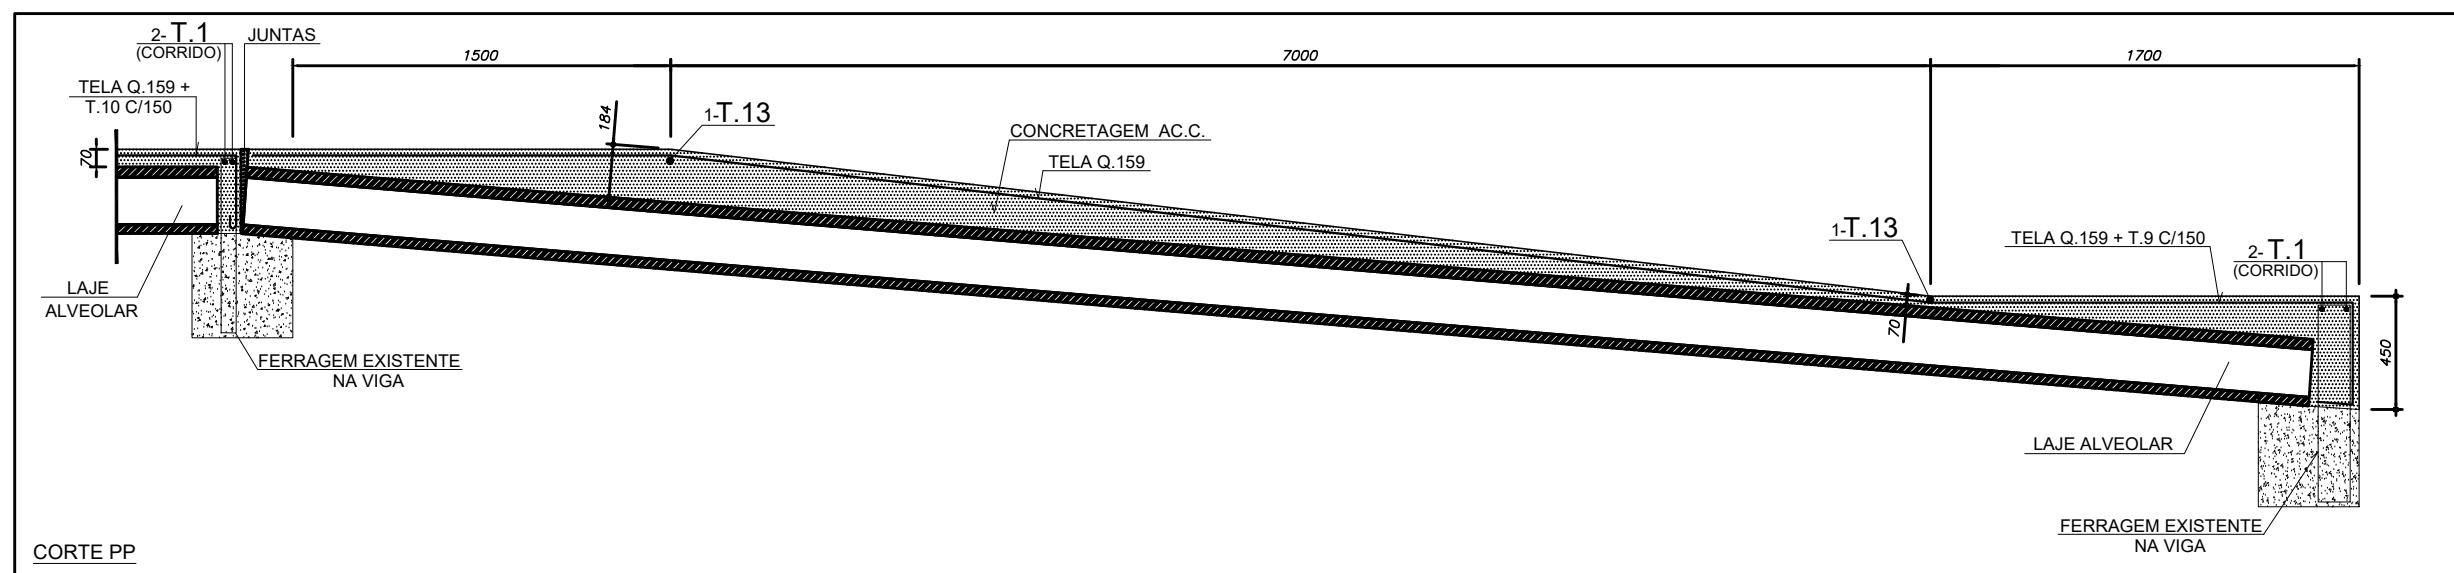 2- T.1
(CORRIDO)
JUNTAS
1500
7000
1700
TELA Q.159 +
T.10 C/150
184
1-T.13
CONCRETAGEM AC.C.
TELA Q.159
70
1-T.13
TELA Q.159 + T.9 C/150
2- T.1
(CORRIDO)
LAJE
ALVEOLAR
70
450
FERRAGEM EXISTENTE
NA VIGA
LAJE ALVEOLAR
FERRAGEM EXISTENTE
NA VIGA
CORTE PP